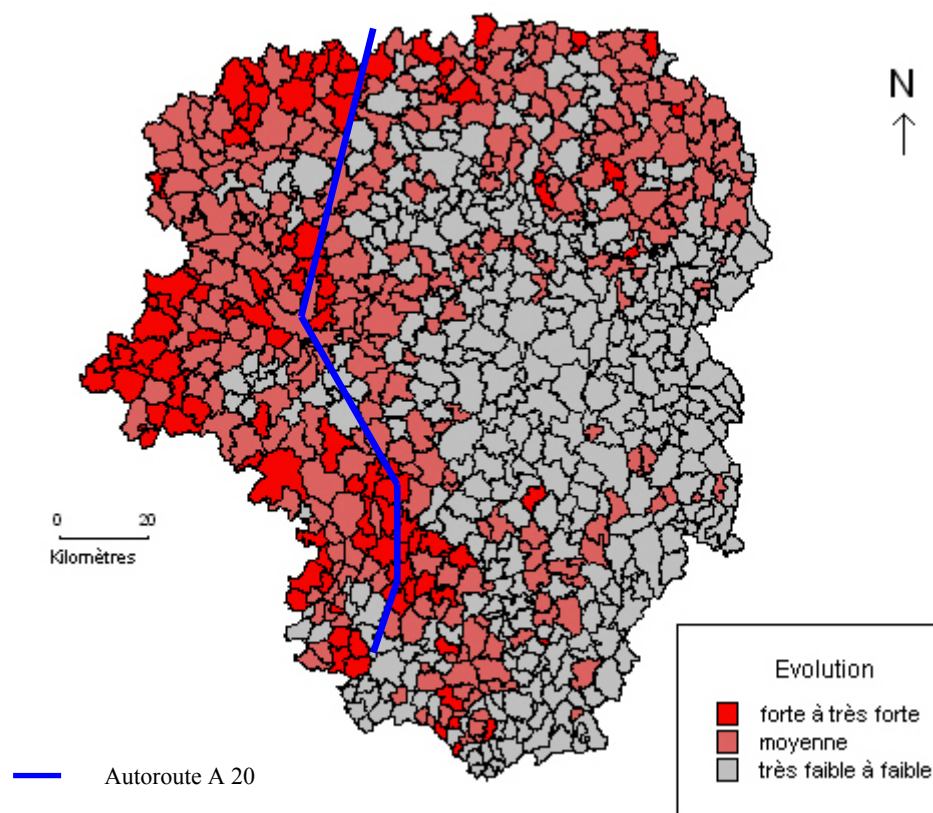 N
0 20
Kilomètres
Evolution
forte à très forte
moyenne
très faible à faible
Autoroute A 20